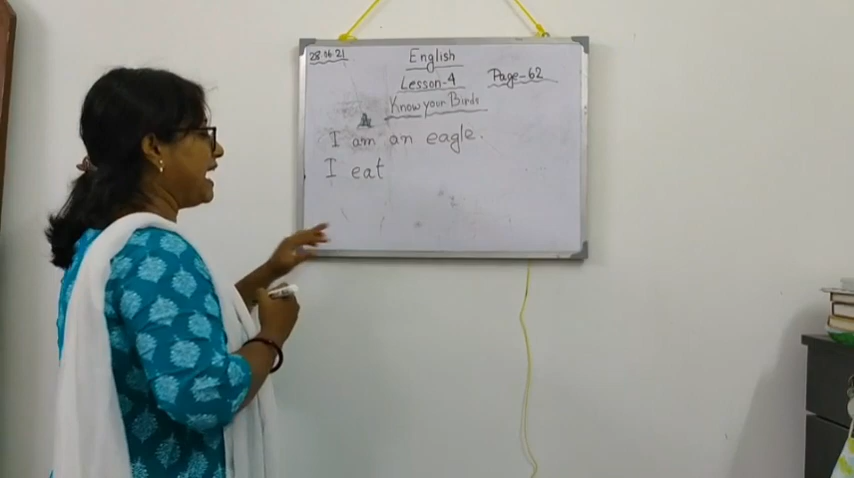 28.06.21
English
Lesson-4
Page-62
Know your Birds
I am an eagle.
I eat